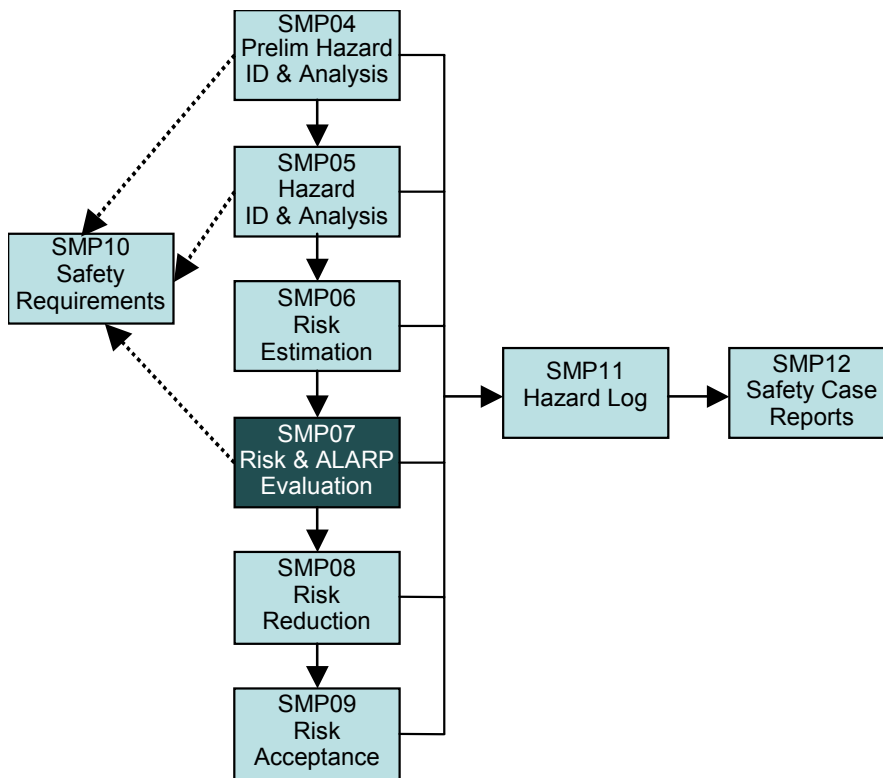 SMP04
Prelim Hazard
ID & Analysis
SMP05
Hazard
ID & Analysis
SMP10
Safety
Requirements
SMP06
Risk
Estimation
SMP11
Hazard Log
SMP12
Safety Case
Reports
SMP07
Risk & ALARP
Evaluation
SMP08
Risk
Reduction
SMP09
Risk
Acceptance